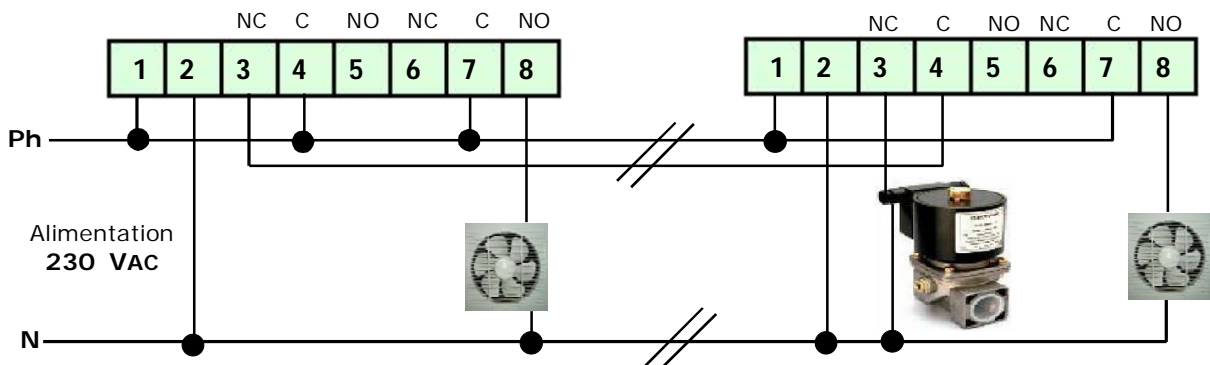 NC C NO NC C NO
NC C NO NC C NO
1 2 3 4 5 6 7 8
1 2 3 4 5 6 7 8
Ph
Alimentation
230 VAC
N